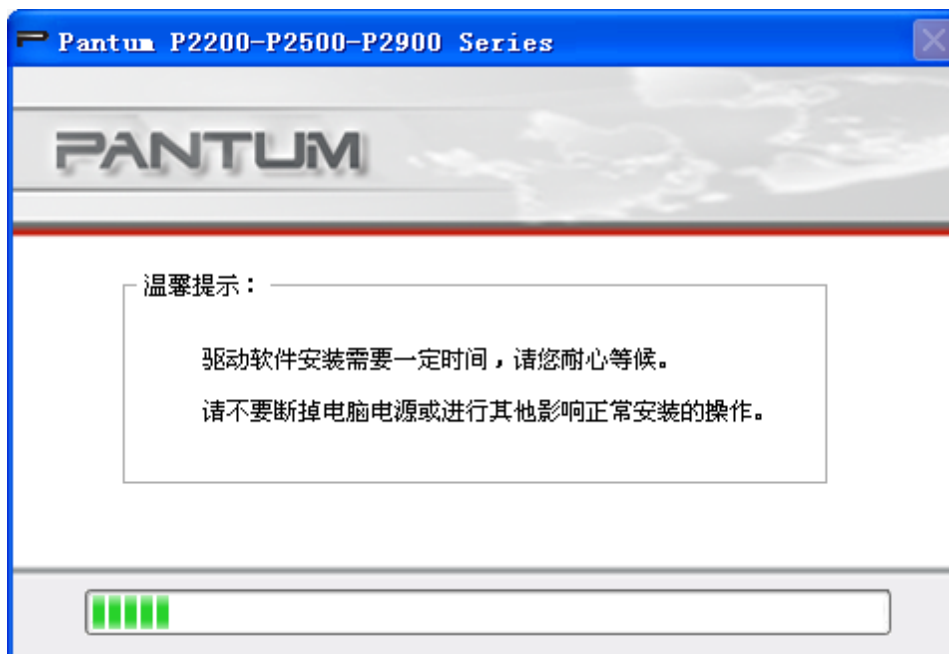 Pantum P2200-P2500-P2900 Series
PANTUM
温馨提示：
驱动软件安装需要一定时间，请您耐心等候。
请不要断掉电脑电源或进行其他影响正常安装的操作。